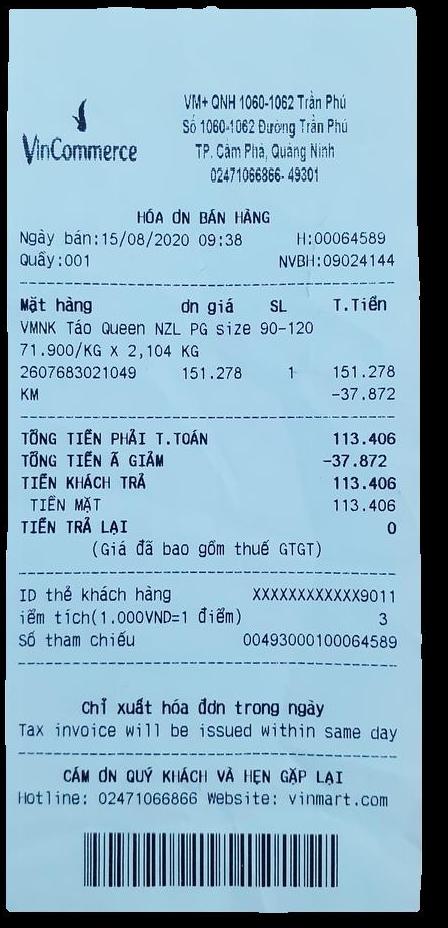 VinCommerce
VM+ QNH 1060-1062 Trần Phú
Số 1060-1062 Đường Trần Phú
TP. Cẩm Phả, Quảng Ninh
02471066866-49301
HÓA ƠN BÁN HÀNG
Ngày bán:15/08/2020 09:38 H:00064589
Quầy:001 NVBH:09024144
Mặt hàng ơn giá SL T.Tiền
VMNK Táo Queen NZL PG size 90-120
71.900/KG X 2,104 KG
2607683021049 151.278 1 151.278
KM -37.872
TỔNG TIỀN PHẢI T.TOÁN 113.406
TỔNG TIỀN Ã GIẢM -37.872
TIỀN KHÁCH TRẢ 113.406
TIỀN MẶT 113.406
TIỀN TRẢ LẠI 0
(Giá đã bao gồm thuế GTGT)
ID thẻ khách hàng XXXXXXXXXXXX9011
iểm tích(1.000VND=1 điểm) 3
Số tham chiếu 00493000100064589
Chỉ xuất hóa đơn trong ngày
Tax invoice will be issued within same day
CÁM ƠN QUÝ KHÁCH VÀ HẸN GẶP LẠI
Hotline: 02471066866 Website: vinmart.com